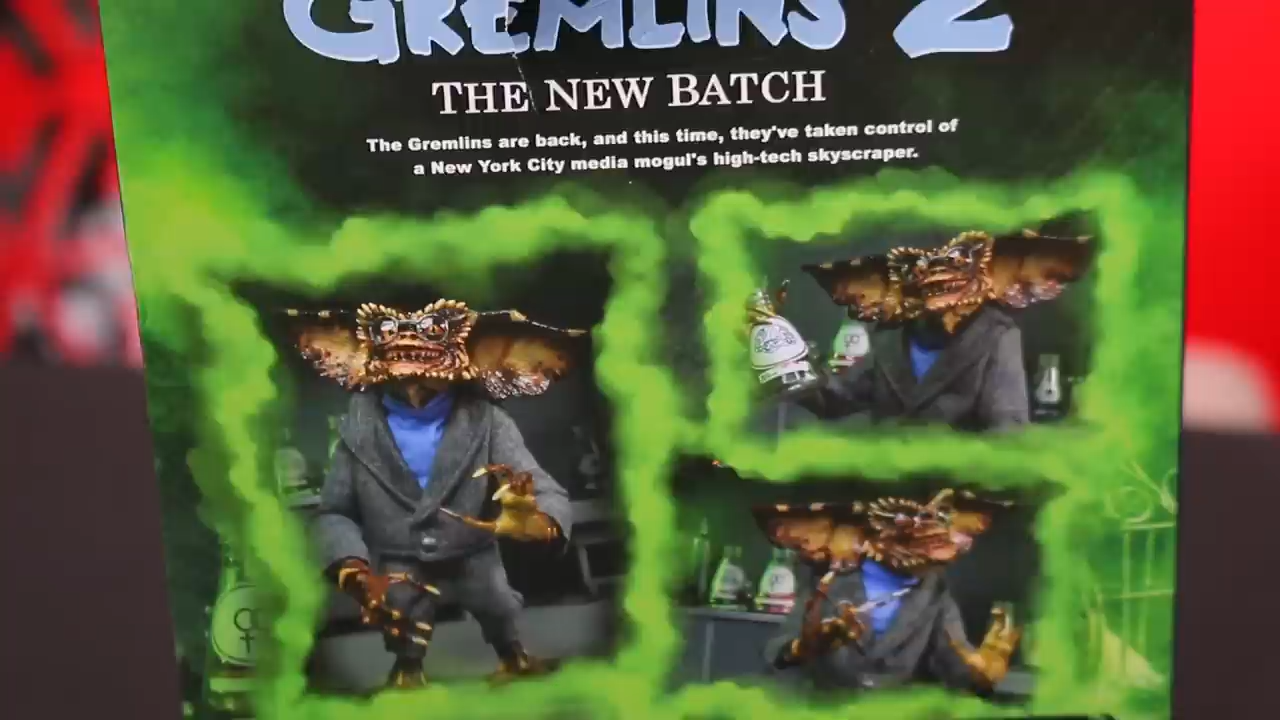 GREMLINS 2
THE NEW BATCH
The Gremlins are back, and this time, they've taken control of
a New York City media mogul's high-tech skyscraper.